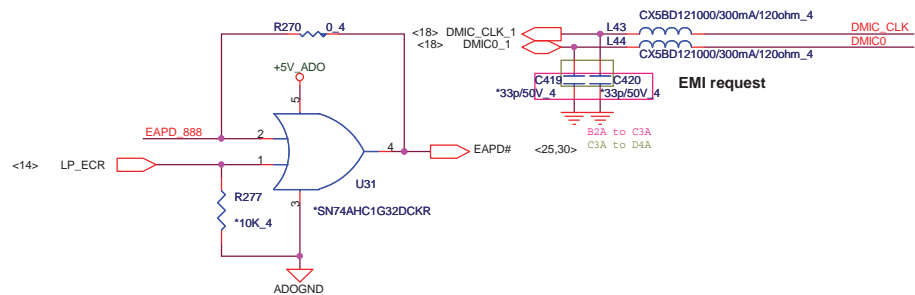 R270 0_4
+5V_ADO
5
EAPD_888
2
4
EAPD#
<25,30>
<14> LP_ECR
1
U31
R277
3
*SN74AHC1G32DCKR
*10K_4
ADOGND
CX5BD121000/300mA/120ohm_4
<18> DMIC_CLK_1
L43
DMIC_CLK
<18> DMIC0_1
L44
DMIC0
CX5BD121000/300mA/120ohm_4
C419
C420
EMI request
*33p/50V_4
*33p/50V_4
B2A to C3A
C3A to D4A